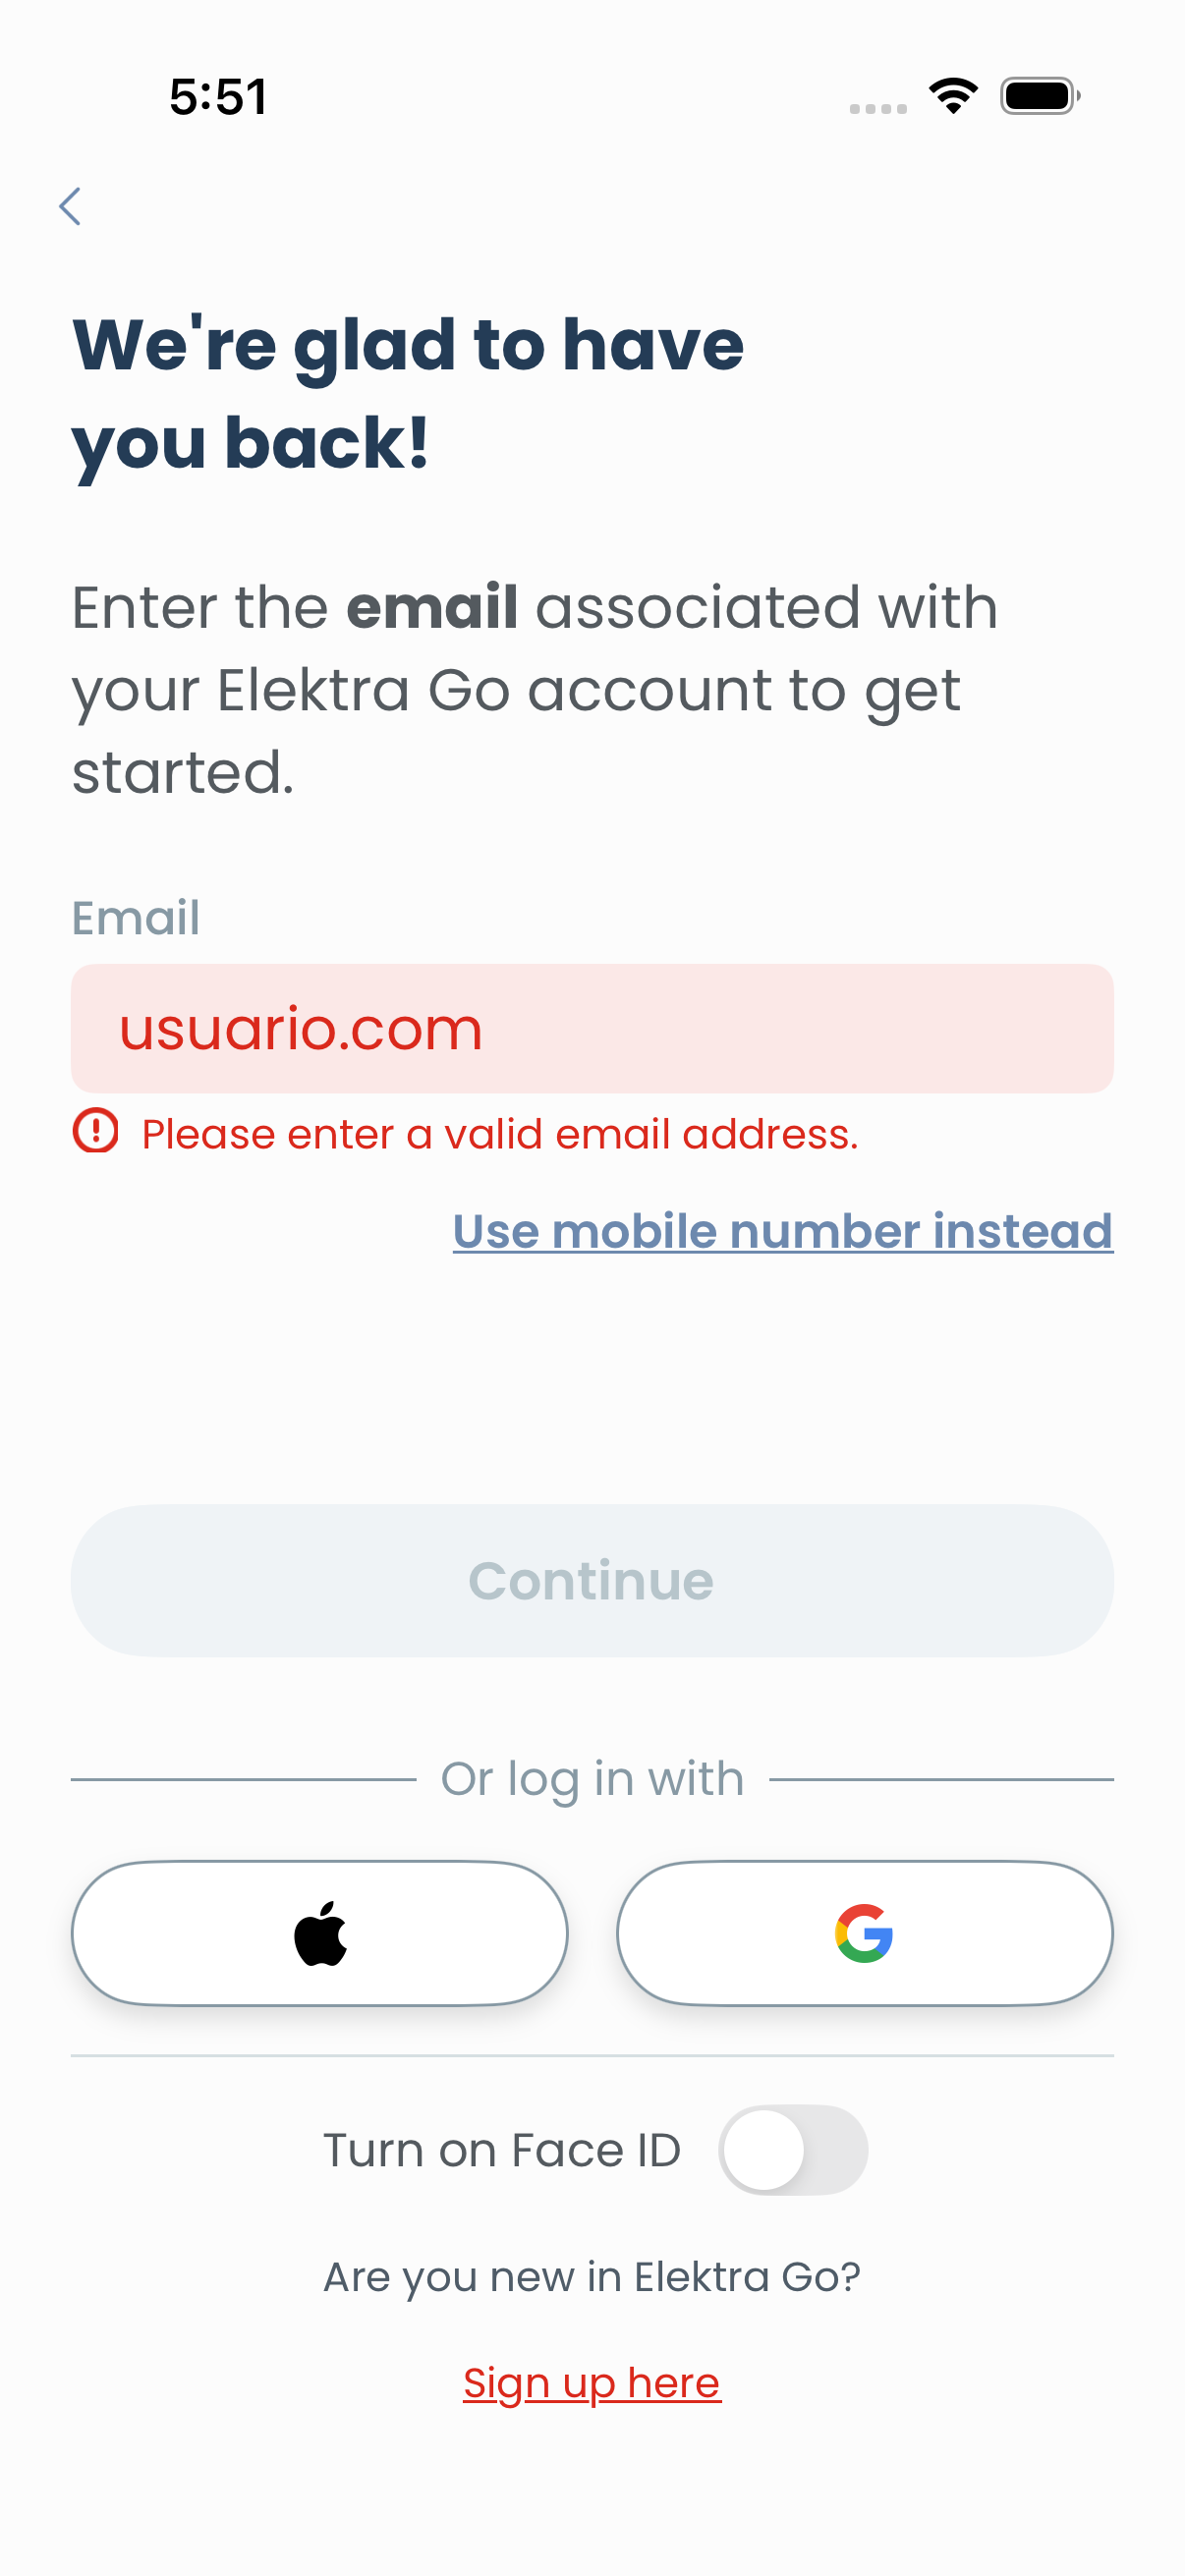 5:51
We're glad to have
you back!
Enter the email associated with
your Elektra Go account to get
started.
Email
usuario.com
Please enter a valid email address.
Use mobile number instead
Continue
Or log in with
Turn on Face ID
Are you new in Elektra Go?
Sign up here